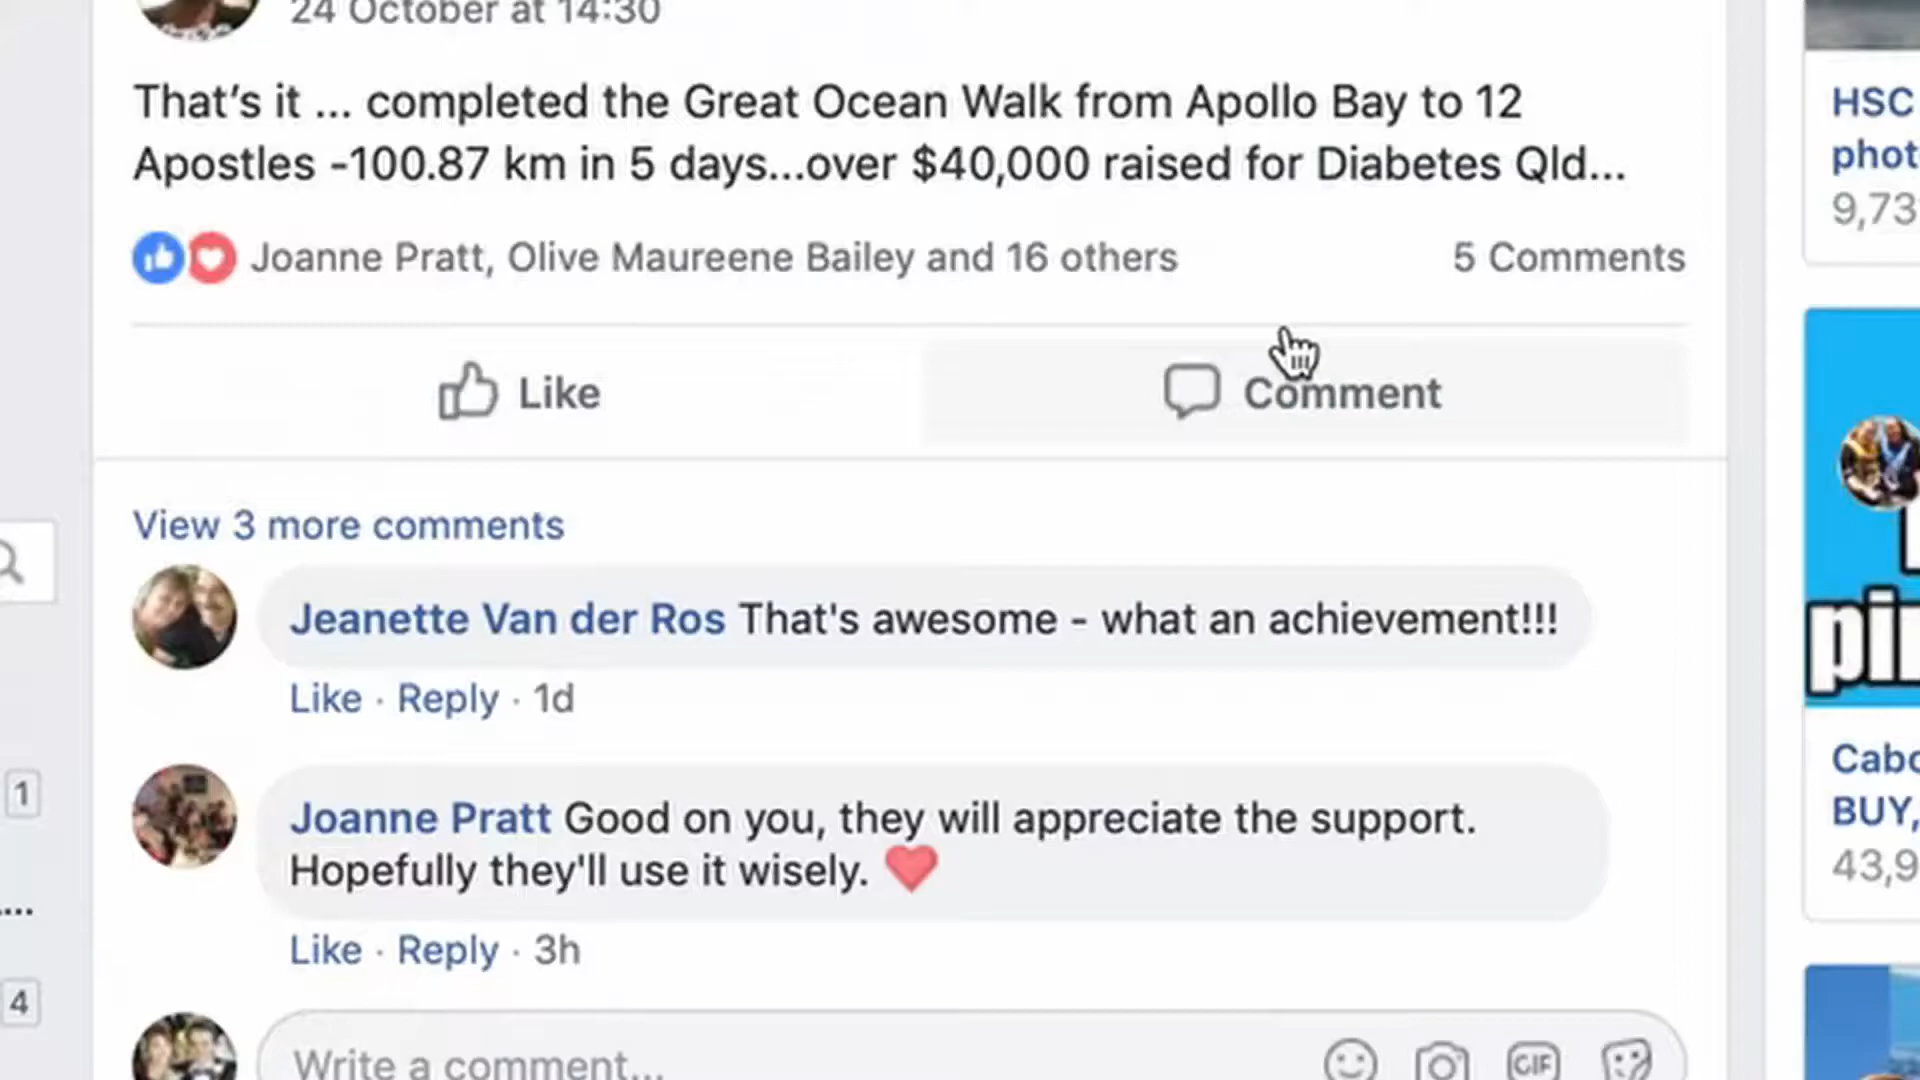 24 October at 14:30
That's it ... completed the Great Ocean Walk from Apollo Bay to 12
Apostles -100.87 km in 5 days...over $40,000 raised for Diabetes Qld...
Joanne Pratt, Olive Maureene Bailey and 16 others
5 Comments
Like
Comment
View 3 more comments
Jeanette Van der Ros That's awesome - what an achievement!!!
Like · Reply · 1d
Joanne Pratt Good on you, they will appreciate the support.
Hopefully they'll use it wisely. ❤
Like · Reply · 3h
Write a comment...
GIF
1
....
4
HSC
phot
9,73
pi
Cabo
BUY,
43,9